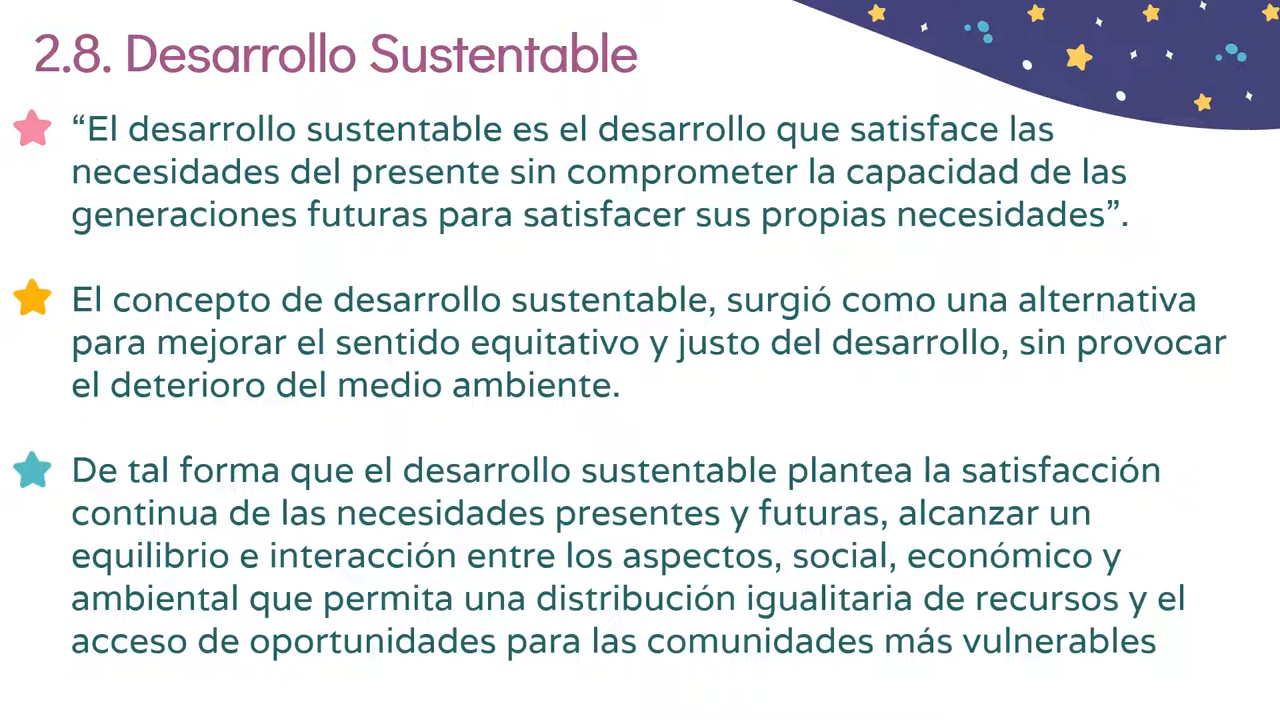 2.8. Desarrollo Sustentable
“El desarrollo sustentable es el desarrollo que satisface las
necesidades del presente sin comprometer la capacidad de las
generaciones futuras para satisfacer sus propias necesidades”.
El concepto de desarrollo sustentable, surgió como una alternativa
para mejorar el sentido equitativo y justo del desarrollo, sin provocar
el deterioro del medio ambiente.
De tal forma que el desarrollo sustentable plantea la satisfacción
continua de las necesidades presentes y futuras, alcanzar un
equilibrio e interacción entre los aspectos, social, económico y
ambiental que permita una distribución igualitaria de recursos y el
acceso de oportunidades para las comunidades más vulnerables